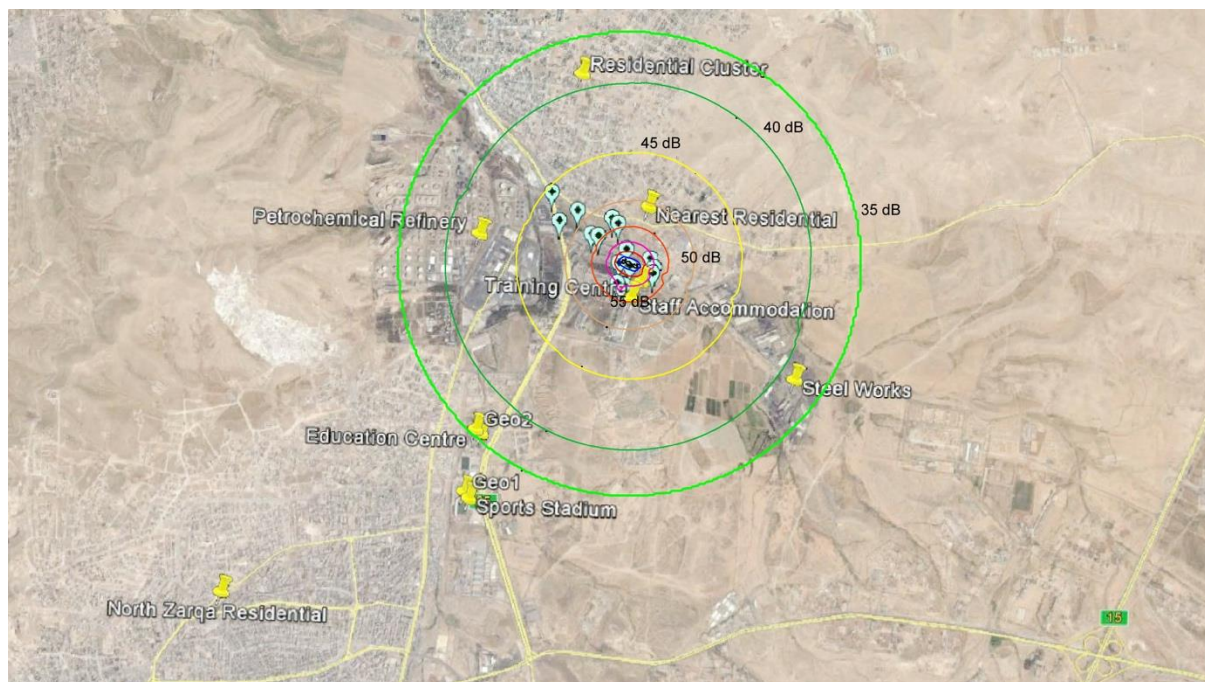 Residential Cluster
40 dB
45 dB
Petrochemical Refinery
Nearest Residential
35 dB
50 dB
Training Centre
55 dB
Staff Accommodation
Steel Works
Geo2
Education Centre
Geo1
Sports Stadium
North Zarqa Residential
15